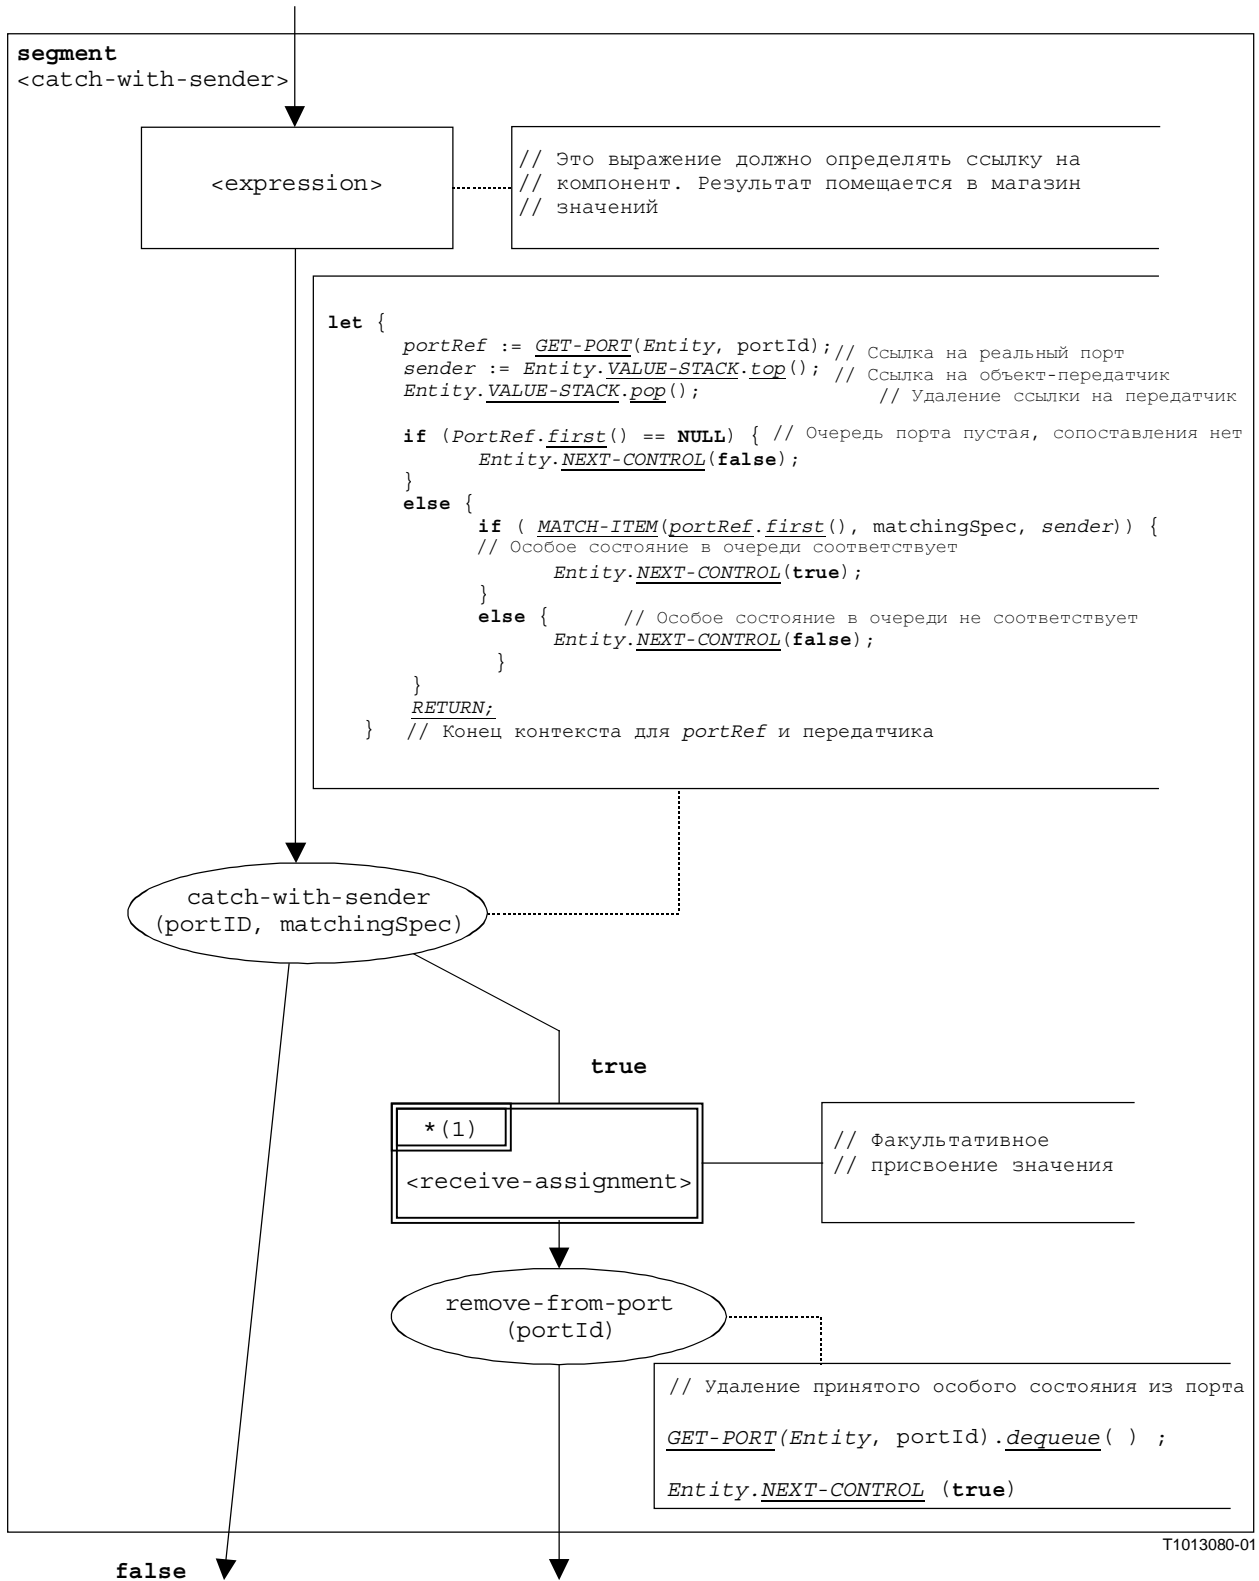 segment
<catch-with-sender>
<expression>
// Это выражение должно определять ссылку на
// компонент. Результат помещается в магазин
// значений
let {
portRef := GET-PORT(Entity, portId); // Ссылка на реальный порт
sender := Entity.VALUE-STACK.top(); // Ссылка на объект-передатчик
Entity.VALUE-STACK.pop(); // Удаление ссылки на передатчик
if (PortRef.first() == NULL) { // Очередь порта пустая, сопоставления нет
Entity.NEXT-CONTROL(false);
}
else {
if ( MATCH-ITEM(portRef.first(), matchingSpec, sender)) {
// Особое состояние в очереди соответствует
Entity.NEXT-CONTROL(true);
}
else { // Особое состояние в очереди не соответствует
Entity.NEXT-CONTROL(false);
}
}
RETURN;
} // Конец контекста для portRef и передатчика
catch-with-sender
(portID, matchingSpec)
true
*(1)
<receive-assignment>
// Факультативное
// присвоение значения
remove-from-port
(portId)
// Удаление принятого особого состояния из порта
GET-PORT(Entity, portId).dequeue( ) ;
Entity.NEXT-CONTROL (true)
T1013080-01
false